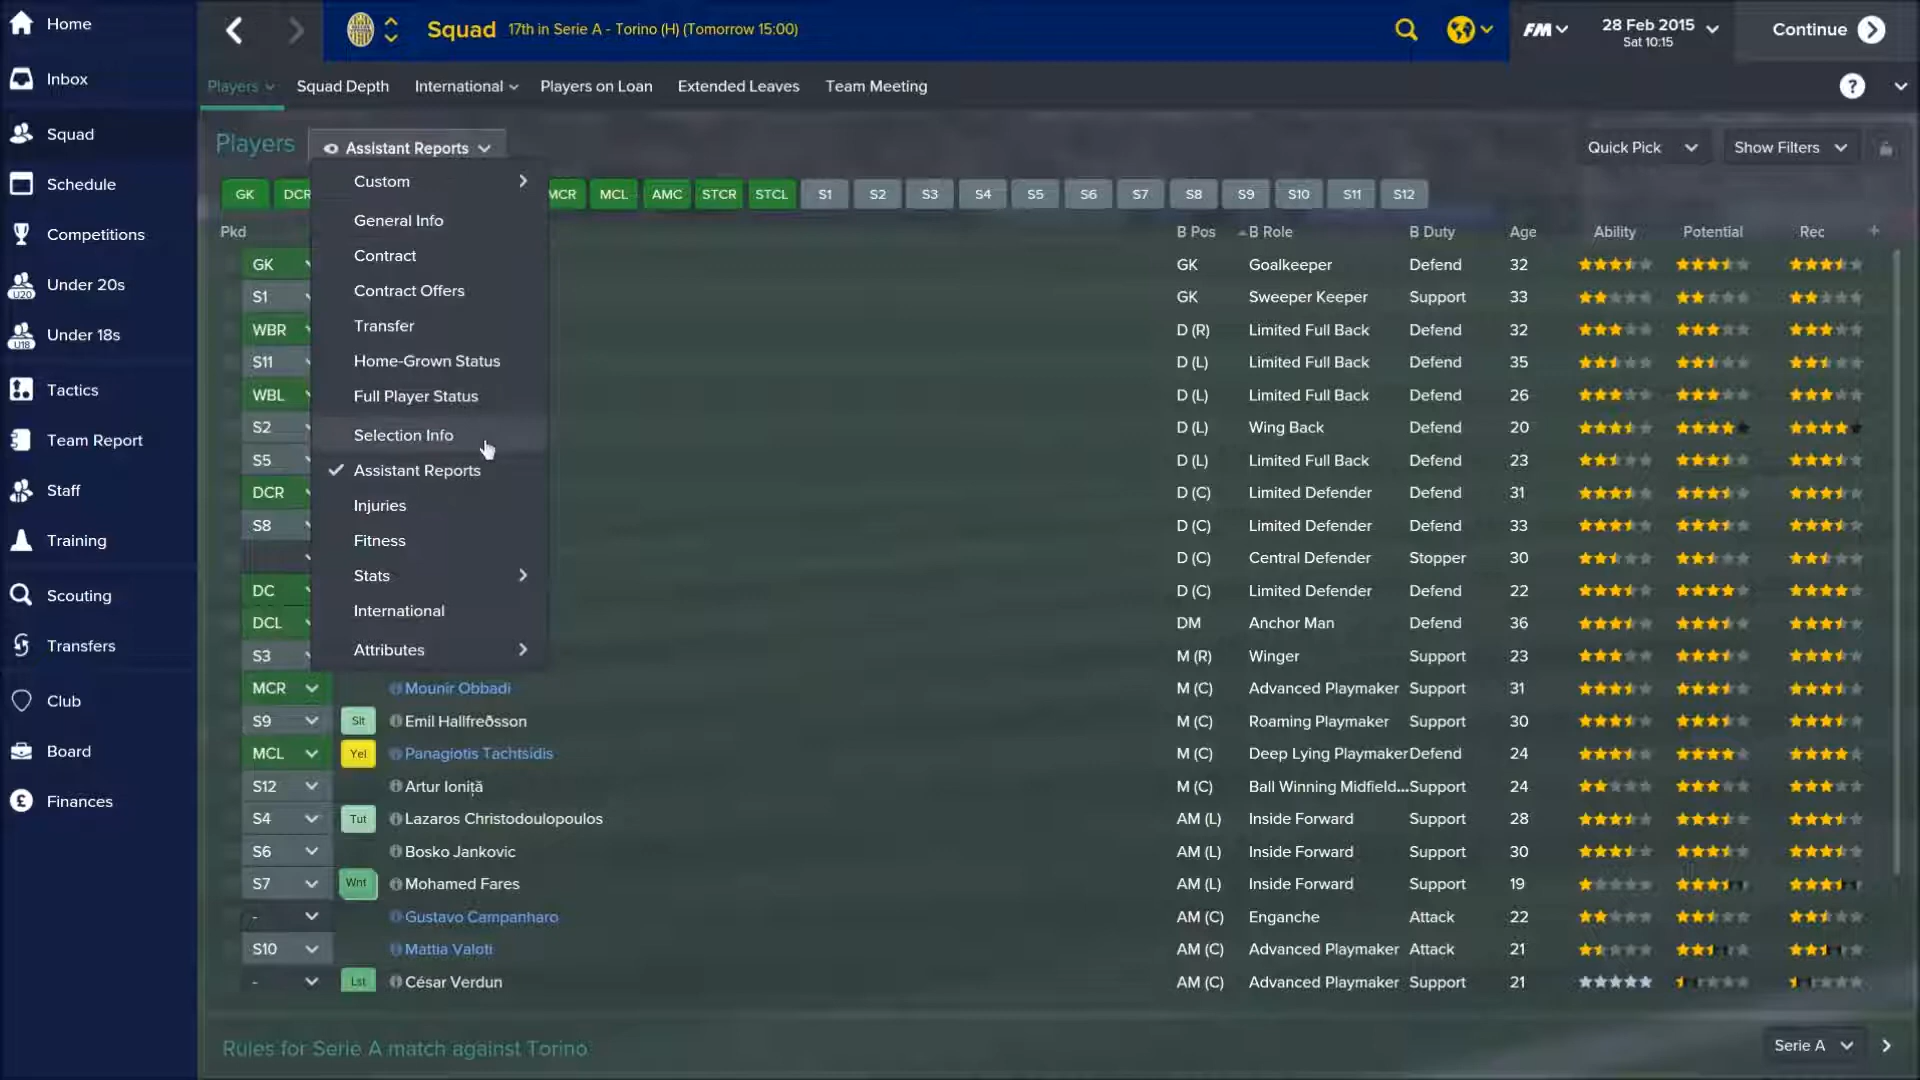 Home
Inbox
Squad
Schedule
Competitions
U20 Under 20s
U18 Under 18s
Tactics
Team Report
Staff
Training
Scouting
Transfers
Club
Board
Finances
Squad 17th in Serie A - Torino (H) (Tomorrow 15:00)
FM 28 Feb 2015 Continue
Sat 10:15
Players Squad Depth International Players on Loan Extended Leaves Team Meeting ?
Players Assistant Reports Quick Pick Show Filters
GK DCR MCR MCL AMC STCR STCL S1 S2 S3 S4 S5 S6 S7 S8 S9 S10 S11 S12
Custom
General Info
Contract
Contract Offers
Transfer
Home-Grown Status
Full Player Status
Selection Info
Assistant Reports
Injuries
Fitness
Stats
International
Attributes
Pkd B Pos B Role B Duty Age Ability Potential Rec +
GK GK Goalkeeper Defend 32
S1 GK Sweeper Keeper Support 33
WBR D (R) Limited Full Back Defend 32
S11 D (L) Limited Full Back Defend 35
WBL D (L) Limited Full Back Defend 26
S2 D (L) Wing Back Defend 20
S5 D (L) Limited Full Back Defend 23
DCR D (C) Limited Defender Defend 31
S8 D (C) Limited Defender Defend 33
D (C) Central Defender Stopper 30
DC D (C) Limited Defender Defend 22
DCL DM Anchor Man Defend 36
S3 M (R) Winger Support 23
MCR Mounir Obbadi M (C) Advanced Playmaker Support 31
S9 Slt Emil Hallfreðsson M (C) Roaming Playmaker Support 30
MCL Yel Panagiotis Tachtsidis M (C) Deep Lying Playmaker Defend 24
S12 Artur Ioniță M (C) Ball Winning Midfield... Support 24
S4 Tut Lazaros Christodoulopoulos AM (L) Inside Forward Support 28
S6 Bosko Jankovic AM (L) Inside Forward Support 30
S7 Wnt Mohamed Fares AM (L) Inside Forward Support 19
- Gustavo Campanharo AM (C) Enganche Attack 22
S10 Mattia Valoti AM (C) Advanced Playmaker Attack 21
- Lst César Verdun AM (C) Advanced Playmaker Support 21
Rules for Serie A match against Torino Serie A